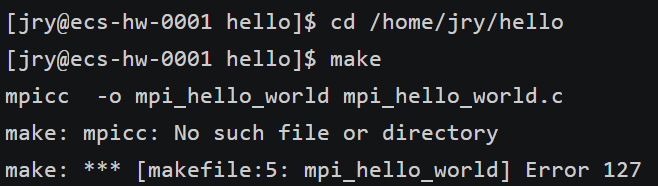 [jry@ecs-hw-0001 hello]$ cd /home/jry/hello
[jry@ecs-hw-0001 hello]$ make
mpicc  -o mpi_hello_world mpi_hello_world.c
make: mpicc: No such file or directory
make: *** [makefile:5: mpi_hello_world] Error 127